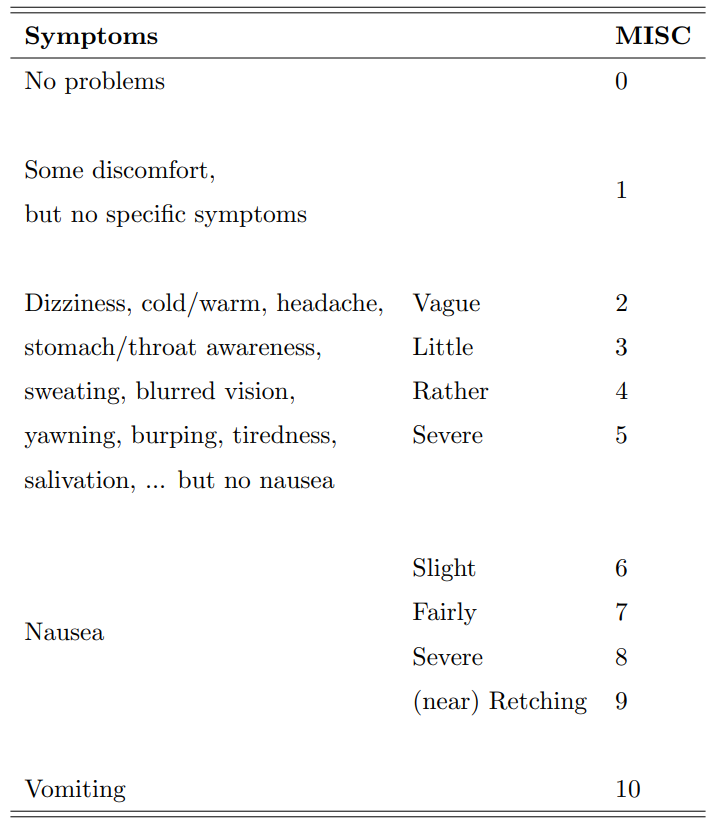 Symptoms MISC
No problems 0
Some discomfort,
but no specific symptoms 1
Dizziness, cold/warm, headache, Vague 2
stomach/throat awareness, Little 3
sweating, blurred vision, Rather 4
yawning, burping, tiredness, Severe 5
salivation, ... but no nausea
Slight 6
Fairly 7
Nausea
Severe 8
(near) Retching 9
Vomiting 10